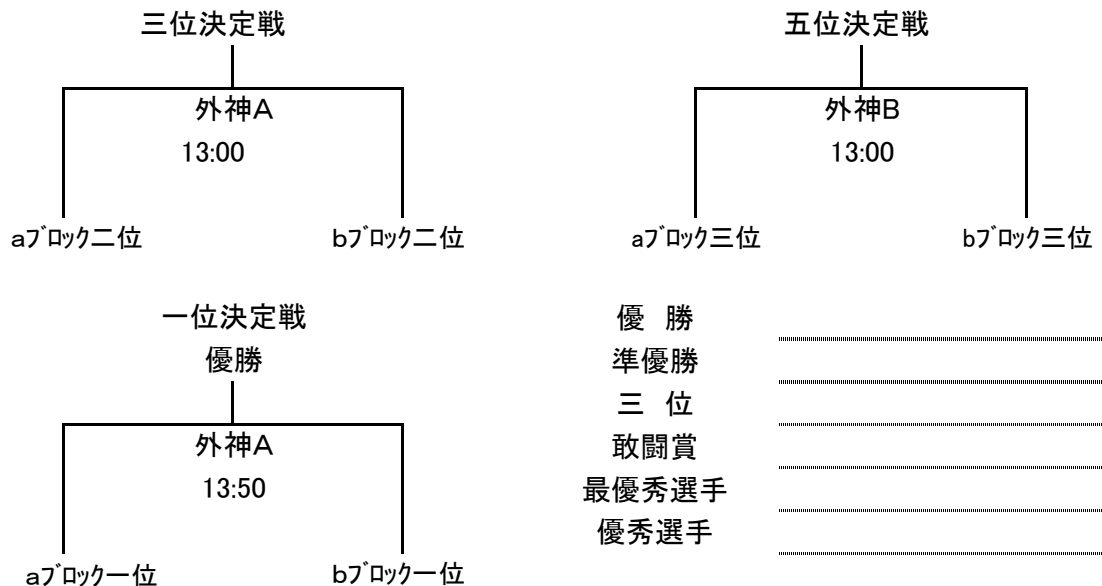 三位決定戦
外神A
13:00
aﾌﾞﾛｯｸ二位
bﾌﾞﾛｯｸ二位
五位決定戦
外神B
13:00
aﾌﾞﾛｯｸ三位
bﾌﾞﾛｯｸ三位
一位決定戦
優勝
外神A
13:50
aﾌﾞﾛｯｸ一位
bﾌﾞﾛｯｸ一位
優 勝
準優勝
三 位
敢闘賞
最優秀選手
優秀選手